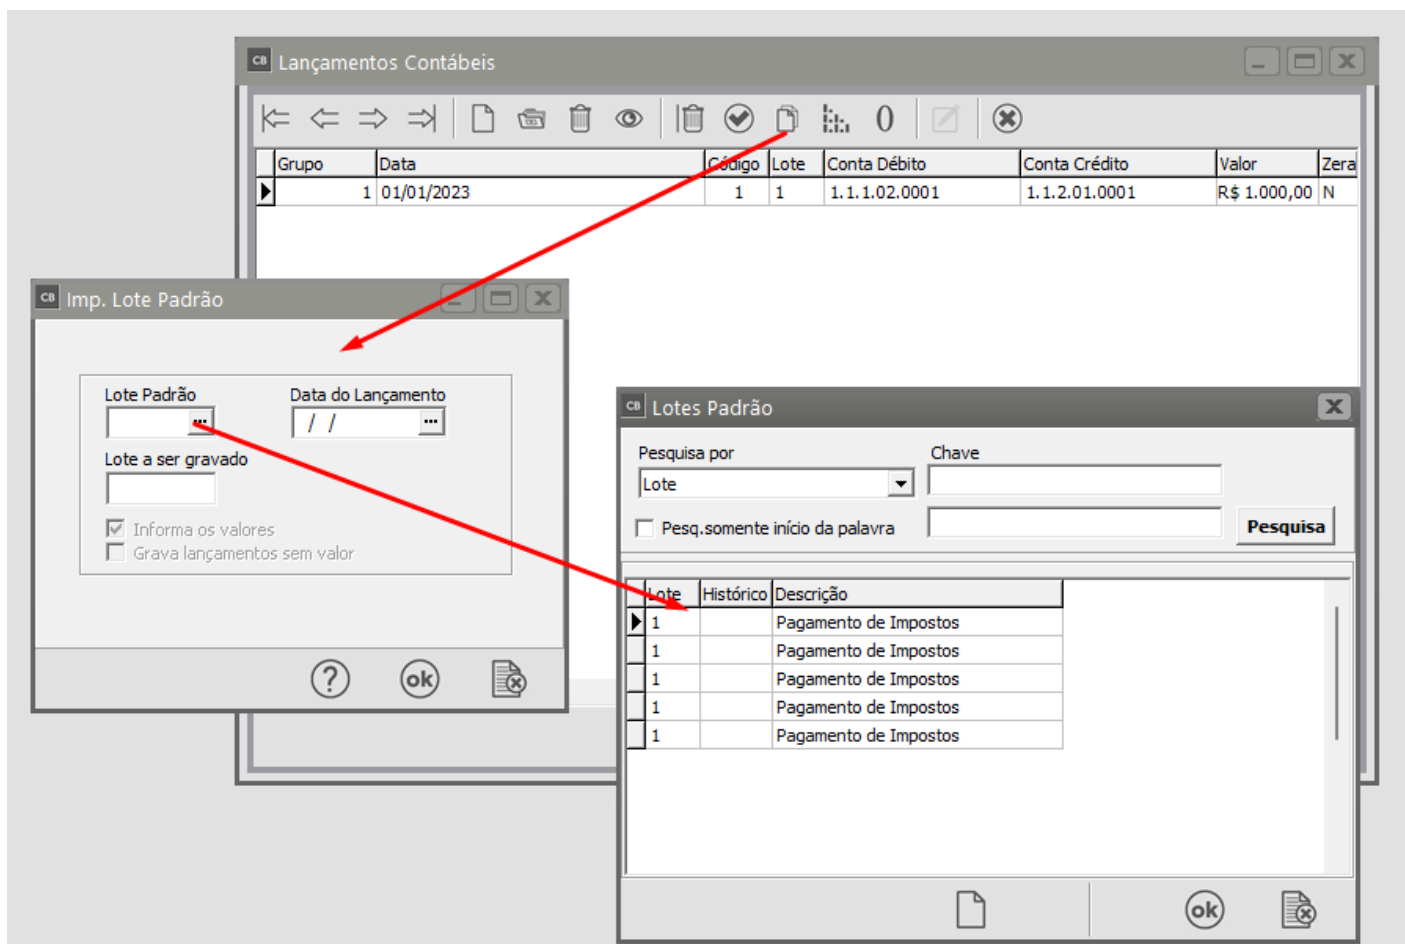 CB Lançamentos Contábeis
0
Grupo Data Código Lote Conta Débito Conta Crédito Valor Zera
1 01/01/2023 1 1 1.1.1.02.0001 1.1.2.01.0001 R$ 1.000,00 N
CB Imp. Lote Padrão
Lote Padrão Data do Lançamento
... / / ...
Lote a ser gravado
Informa os valores
Grava lançamentos sem valor
? ok
CB Lotes Padrão
Pesquisa por Chave
Lote
Pesq.somente início da palavra Pesquisa
Lote Histórico Descrição
1 Pagamento de Impostos
1 Pagamento de Impostos
1 Pagamento de Impostos
1 Pagamento de Impostos
1 Pagamento de Impostos
ok